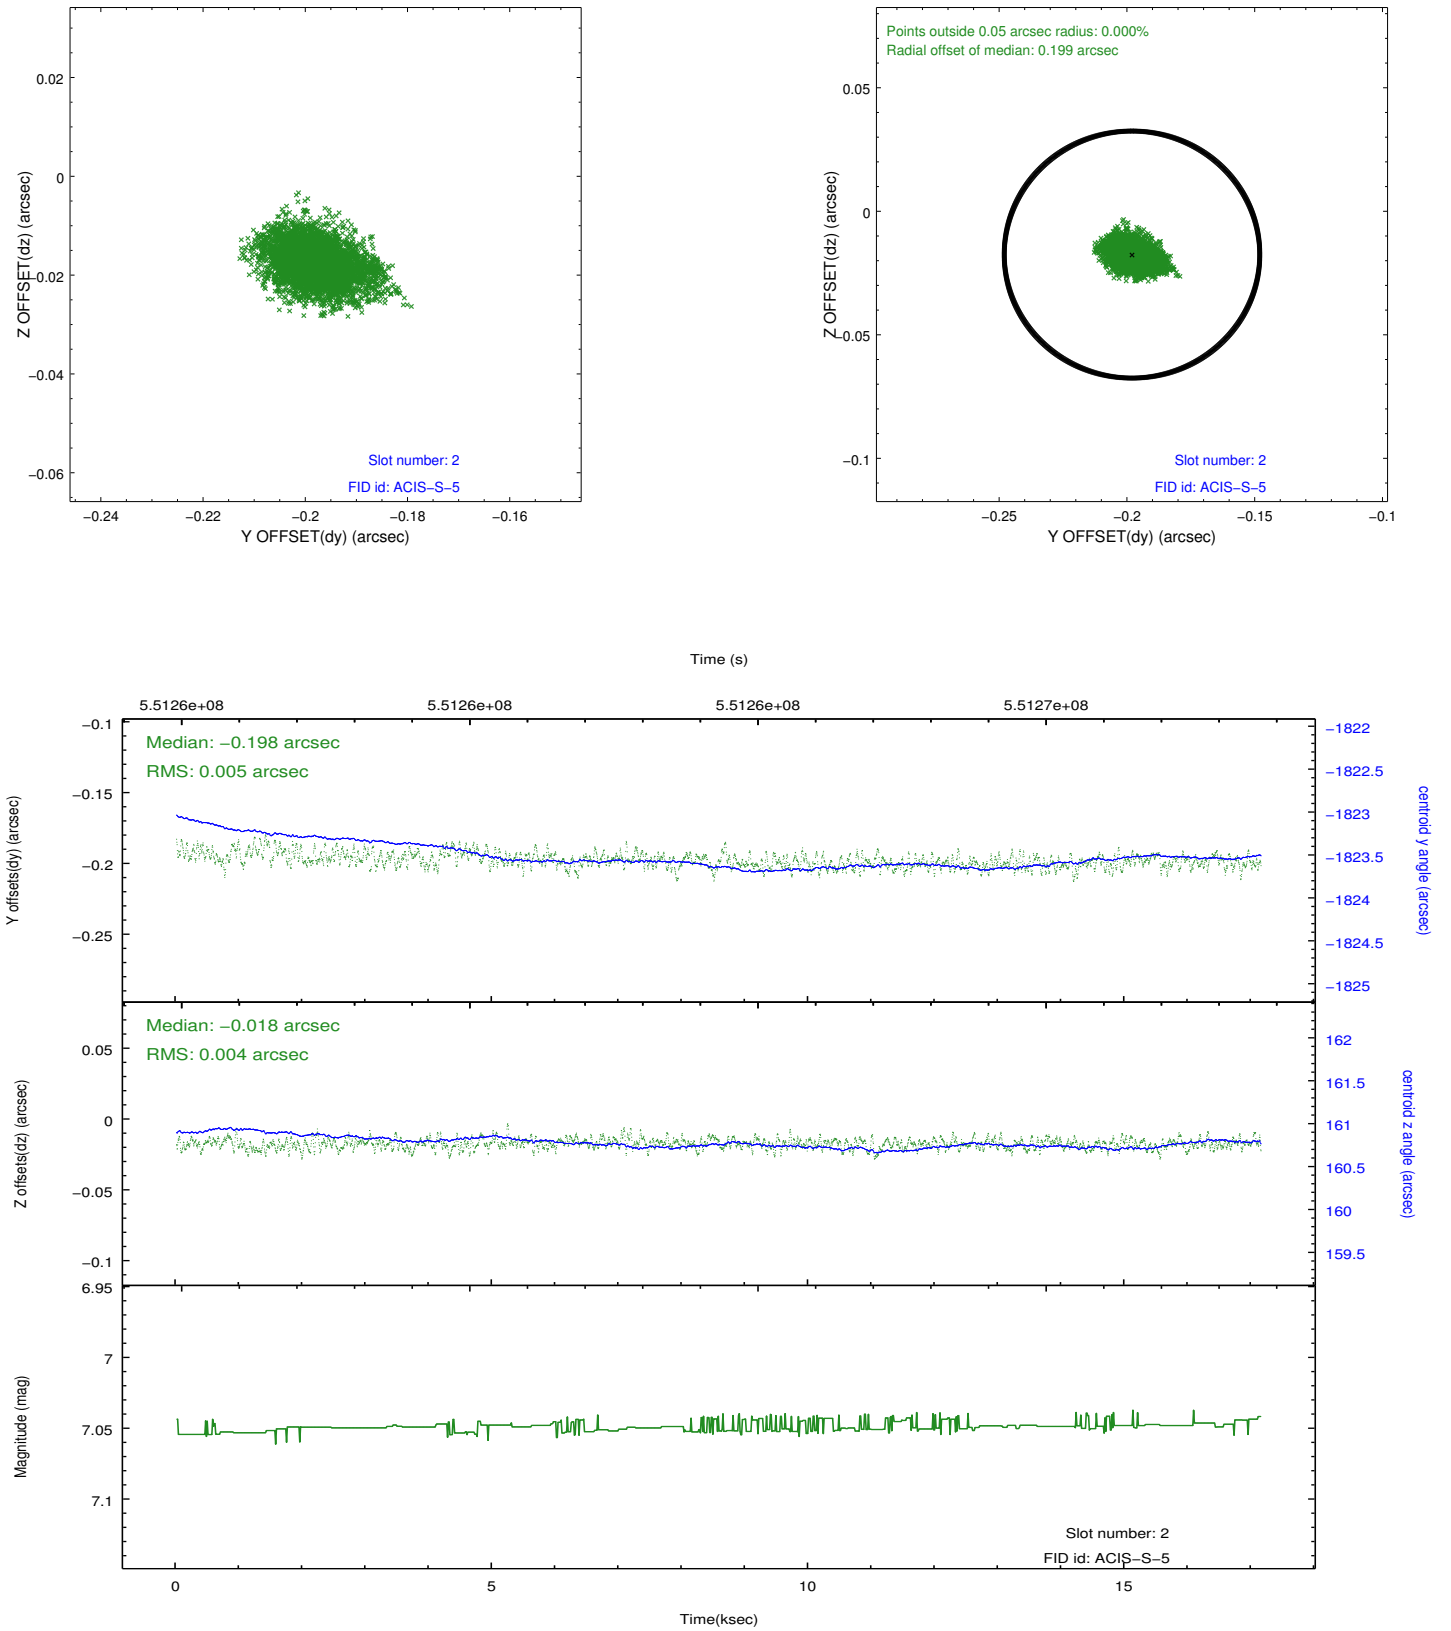 0.02
0
−0.02
−0.04
−0.06
Z OFFSET(dz) (arcsec)
Slot number: 2
FID id: ACIS−S−5
−0.24
−0.22
−0.2
−0.18
−0.16
Y OFFSET(dy) (arcsec)
Points outside 0.05 arcsec radius: 0.000%
Radial offset of median: 0.199 arcsec
0.05
0
−0.05
−0.1
Z OFFSET(dz) (arcsec)
Slot number: 2
FID id: ACIS−S−5
−0.25
−0.2
−0.15
−0.1
Y OFFSET(dy) (arcsec)
Time (s)
5.5126e+08
5.5126e+08
5.5126e+08
5.5127e+08
−0.1
−0.15
−0.2
−0.25
Y offsets(dy) (arcsec)
Median: −0.198 arcsec
RMS: 0.005 arcsec
−1822
−1822.5
−1823
−1823.5
−1824
−1824.5
−1825
centroid y angle (arcsec)
0.05
0
−0.05
−0.1
Z offsets(dz) (arcsec)
Median: −0.018 arcsec
RMS: 0.004 arcsec
162
161.5
161
160.5
160
159.5
centroid z angle (arcsec)
6.95
7
7.05
7.1
Magnitude (mag)
Slot number: 2
FID id: ACIS−S−5
0
5
10
15
Time(ksec)